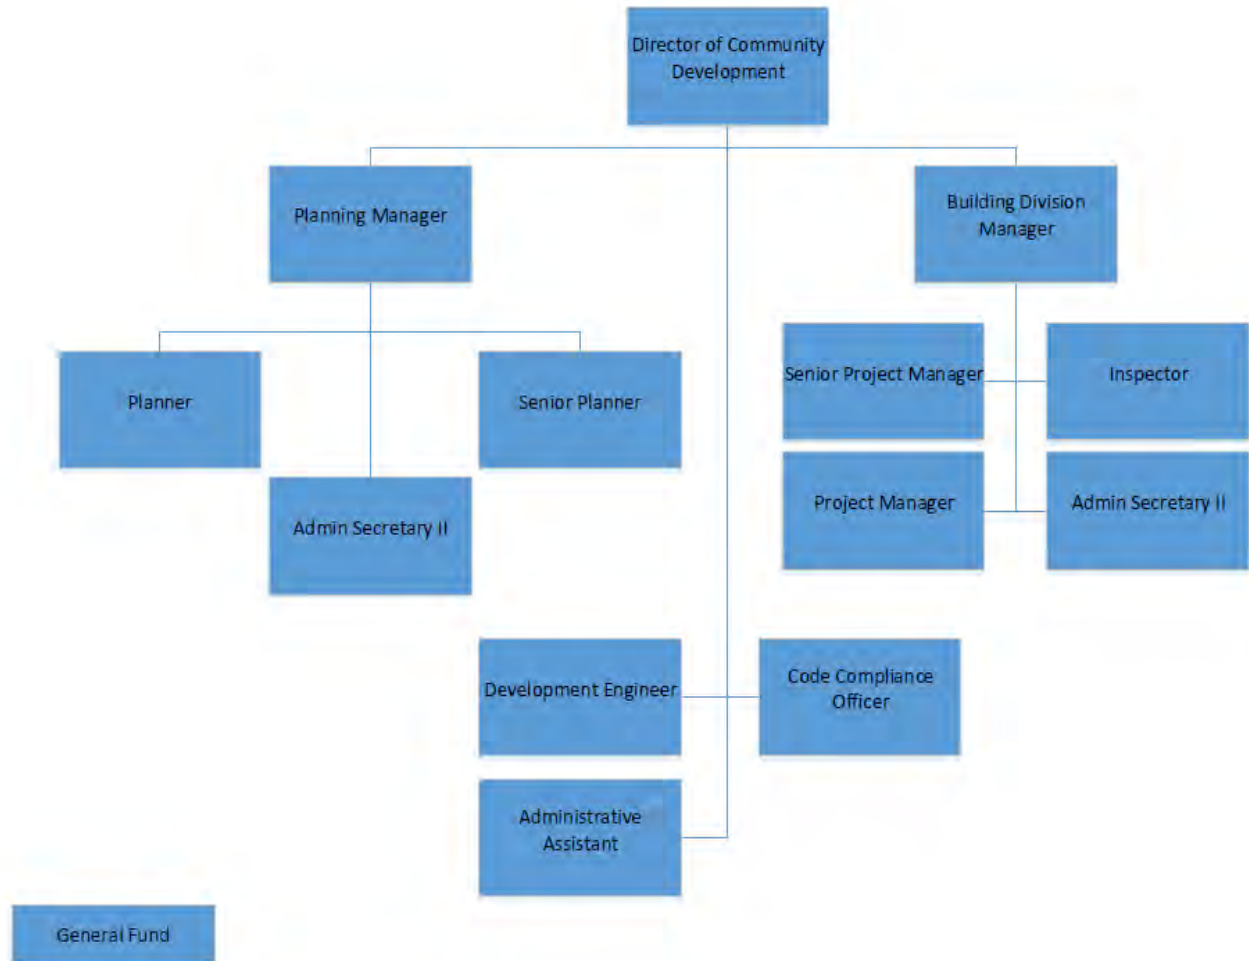 Director of Community
Development
Planning Manager
Building Division
Manager
Planner
Senior Planner
Admin Secretary II
Senior Project Manager
Inspector
Project Manager
Admin Secretary II
Development Engineer
Code Compliance
Officer
Administrative
Assistant
General Fund